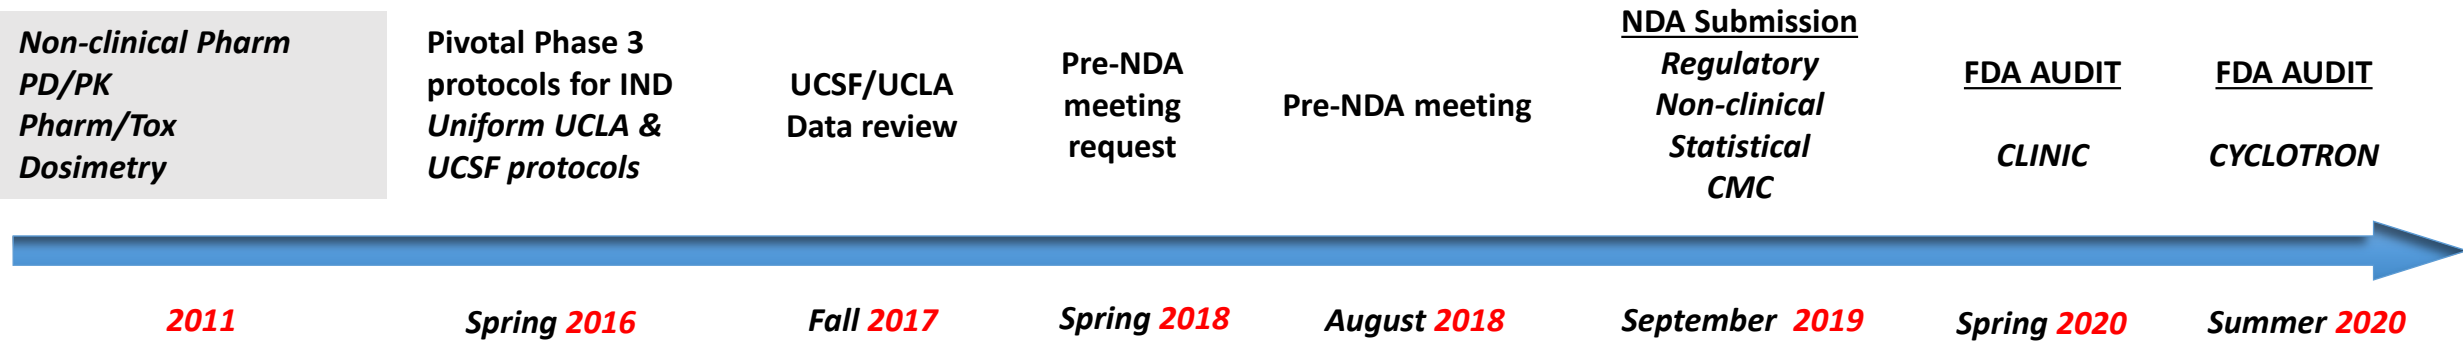 Non-clinical Pharm
PD/PK
Pharm/Tox
Dosimetry
Pivotal Phase 3
protocols for IND
Uniform UCLA &
UCSF protocols
UCSF/UCLA
Data review
Pre-NDA
meeting
request
Pre-NDA meeting
NDA Submission
Regulatory
Non-clinical
Statistical
CMC
FDA AUDIT
CLINIC
FDA AUDIT
CYCLOTRON
2011
Spring 2016
Fall 2017
Spring 2018
August 2018
September 2019
Spring 2020
Summer 2020